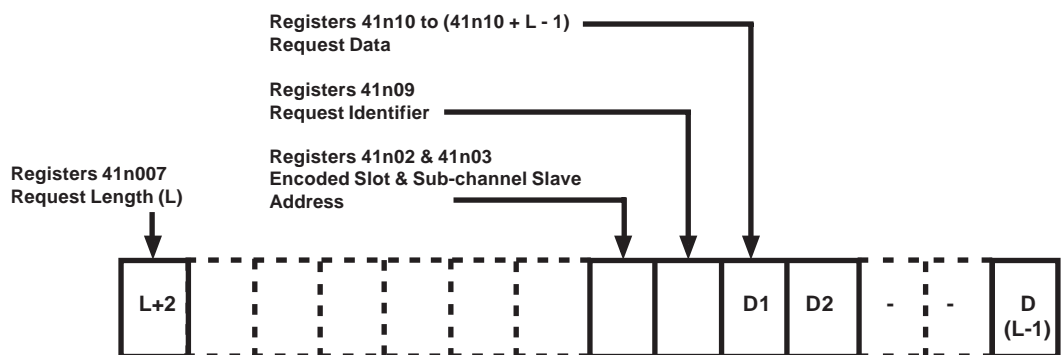 Registers 41n10 to (41n10 + L - 1)
Request Data
Registers 41n09
Request Identifier
Registers 41n02 & 41n03
Encoded Slot & Sub-channel Slave
Address
Registers 41n007
Request Length (L)
L+2 D1 D2 - - D
(L-1)